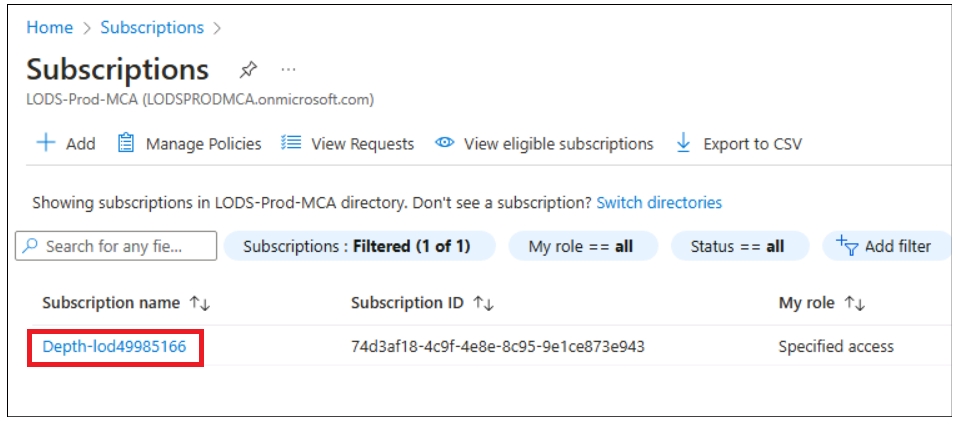 Home > Subscriptions >
Subscriptions
LODS-Prod-MCA (LODSPRODMCA.onmicrosoft.com)
Add Manage Policies View Requests View eligible subscriptions Export to CSV
Showing subscriptions in LODS-Prod-MCA directory. Don't see a subscription? Switch directories
Search for any fie... Subscriptions : Filtered (1 of 1) My role == all Status == all Add filter
Subscription name ↑↓ Subscription ID ↑↓ My role ↑↓
Depth-lod49985166 74d3af18-4c9f-4e8e-8c95-9e1ce873e943 Specified access